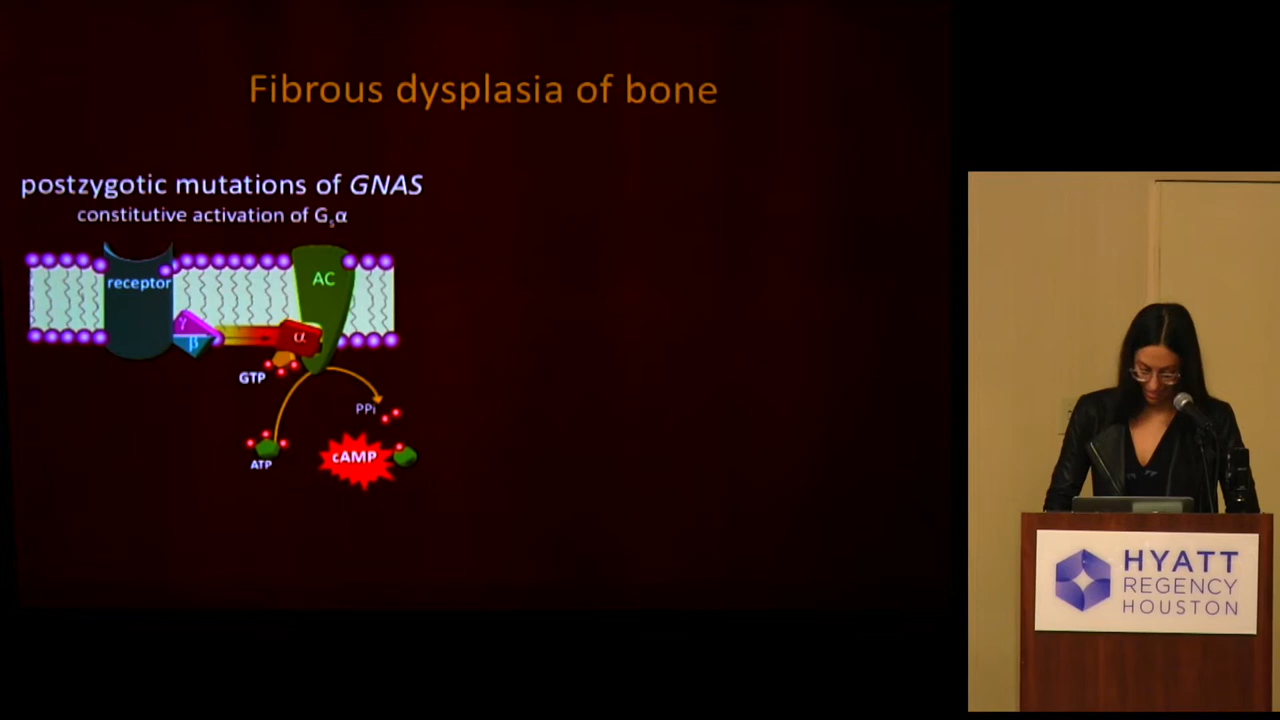 Fibrous dysplasia of bone
postzygotic mutations of GNAS
constitutive activation of Gsα
receptor
AC
γ
β
α
GTP
PPi
ATP
cAMP
HYATT
REGENCY
HOUSTON